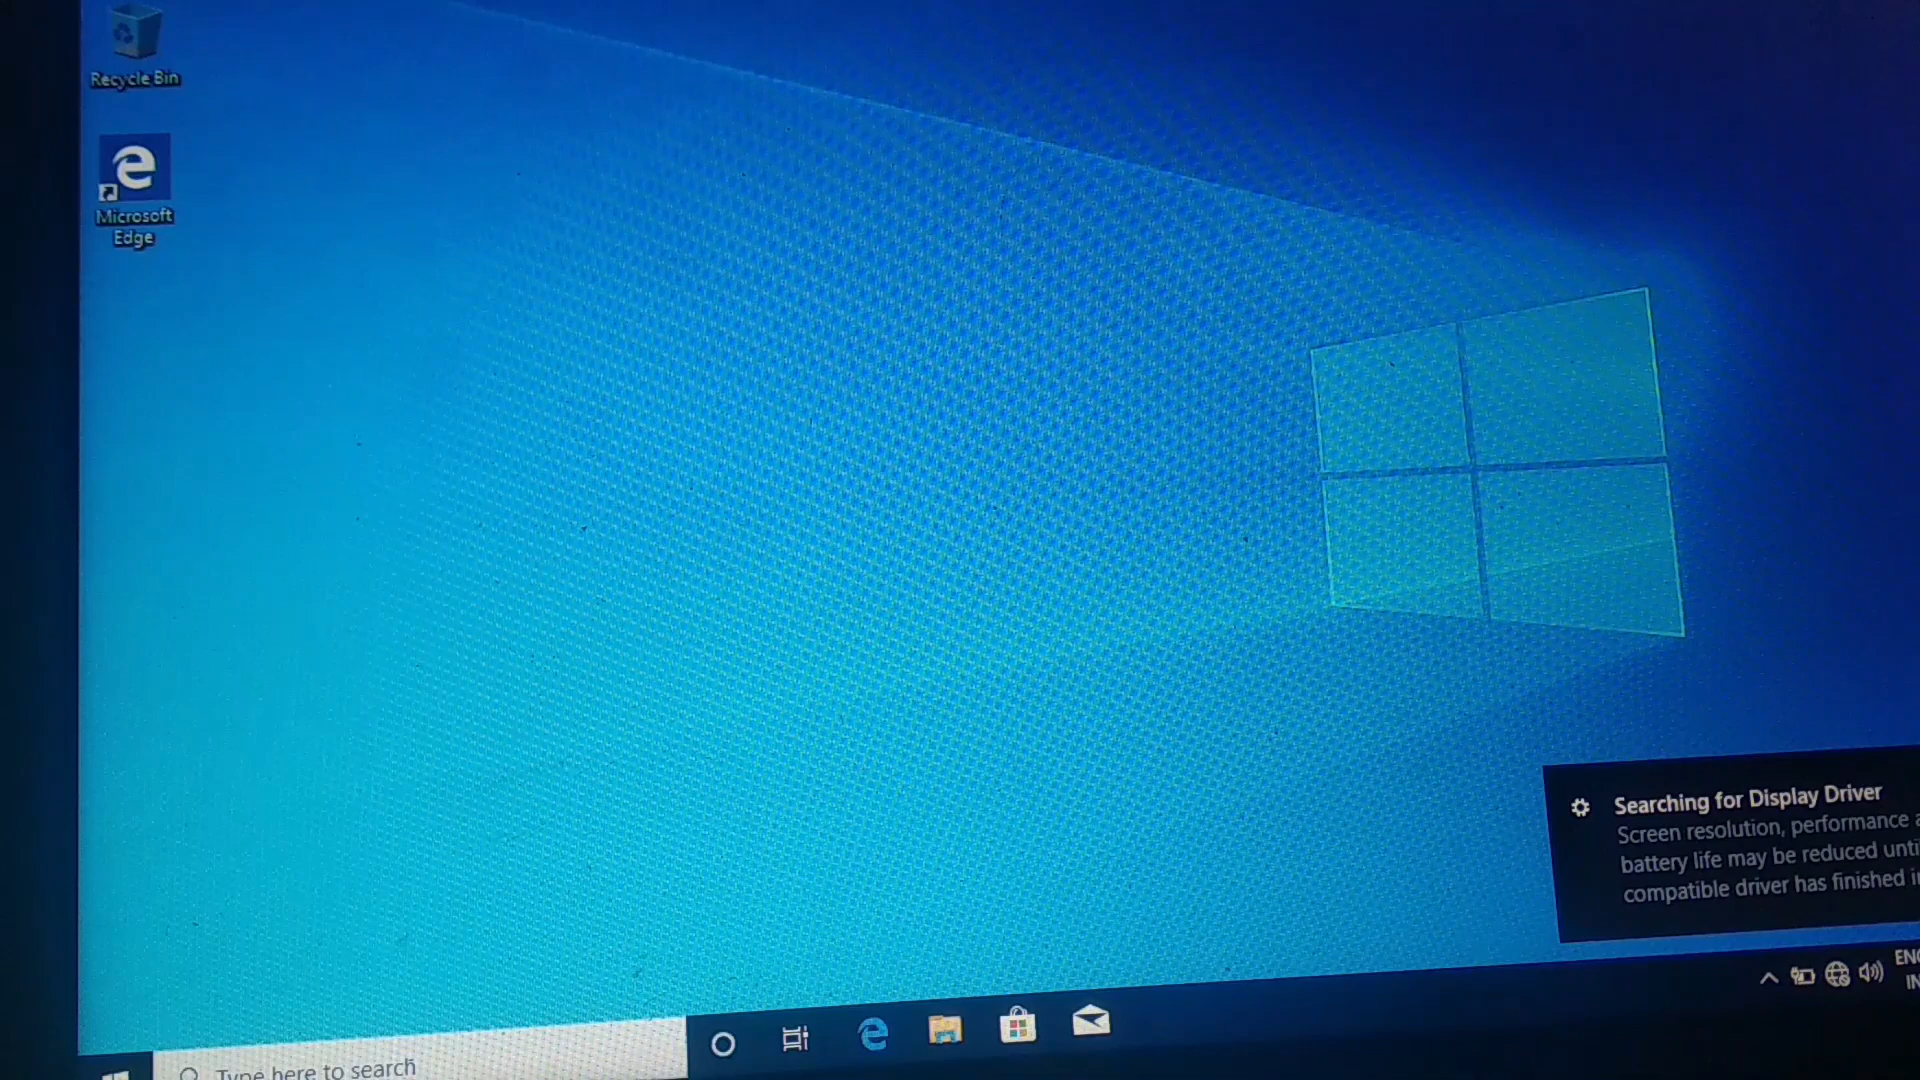 Recycle Bin
Microsoft
Edge
Searching for Display Driver
Screen resolution, performance
battery life may be reduced
compatible driver has finished
ENG
IN
Type here to search